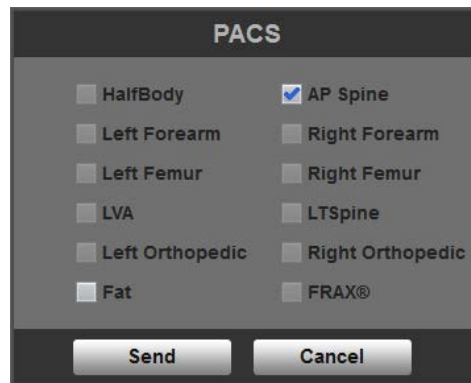 PACS
HalfBody AP Spine
Left Forearm Right Forearm
Left Femur Right Femur
LVA LTSpine
Left Orthopedic Right Orthopedic
Fat FRAX®
Send Cancel